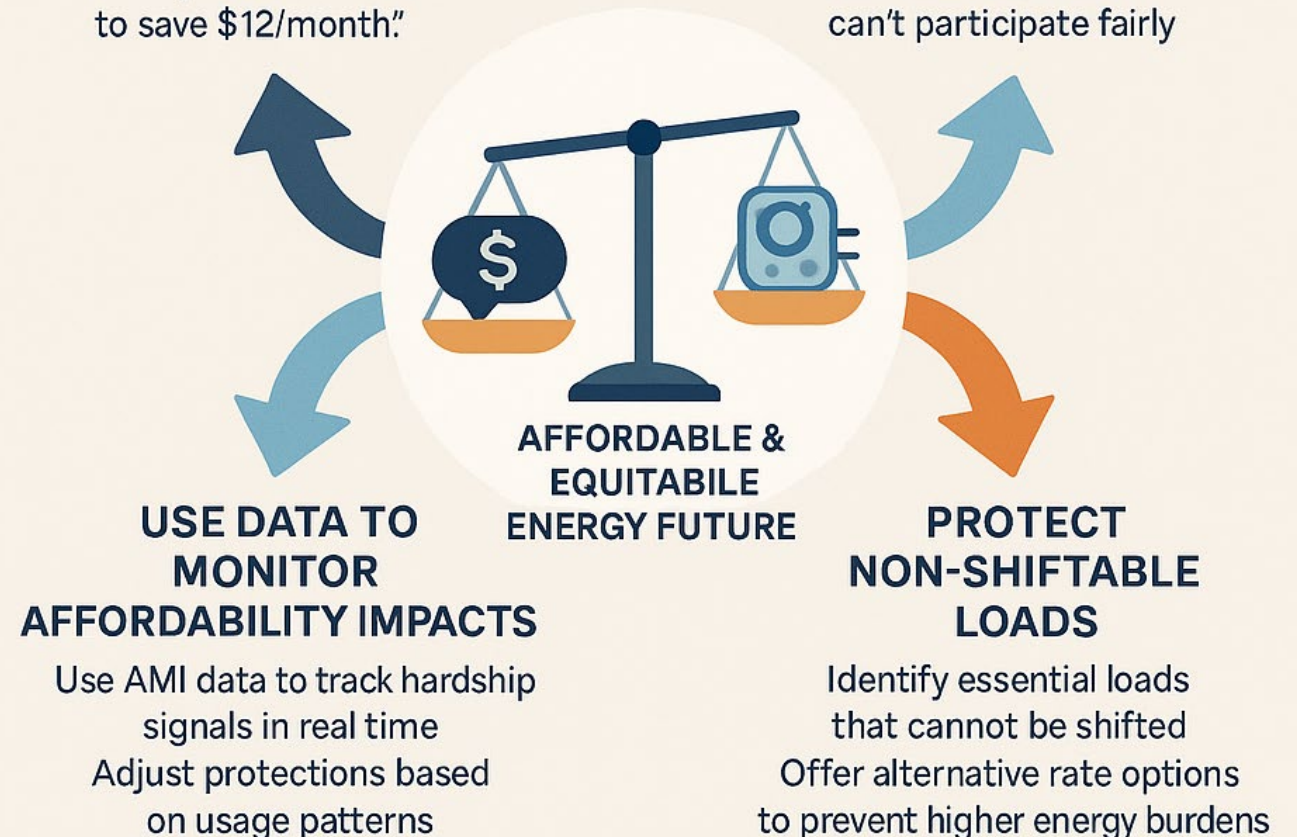 to save $12/month.”
can't participate fairly
$
AFFORDABLE &
EQUITABILE
ENERGY FUTURE
USE DATA TO
MONITOR
AFFORDABILITY IMPACTS
Use AMI data to track hardship
signals in real time
Adjust protections based
on usage patterns
PROTECT
NON-SHIFTABLE
LOADS
Identify essential loads
that cannot be shifted
Offer alternative rate options
to prevent higher energy burdens